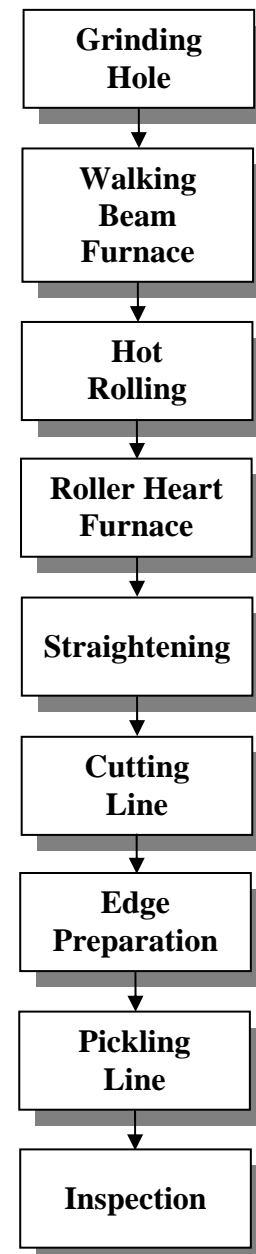 Grinding
Hole
Walking
Beam
Furnace
Hot
Rolling
Roller Heart
Furnace
Straightening
Cutting
Line
Edge
Preparation
Pickling
Line
Inspection